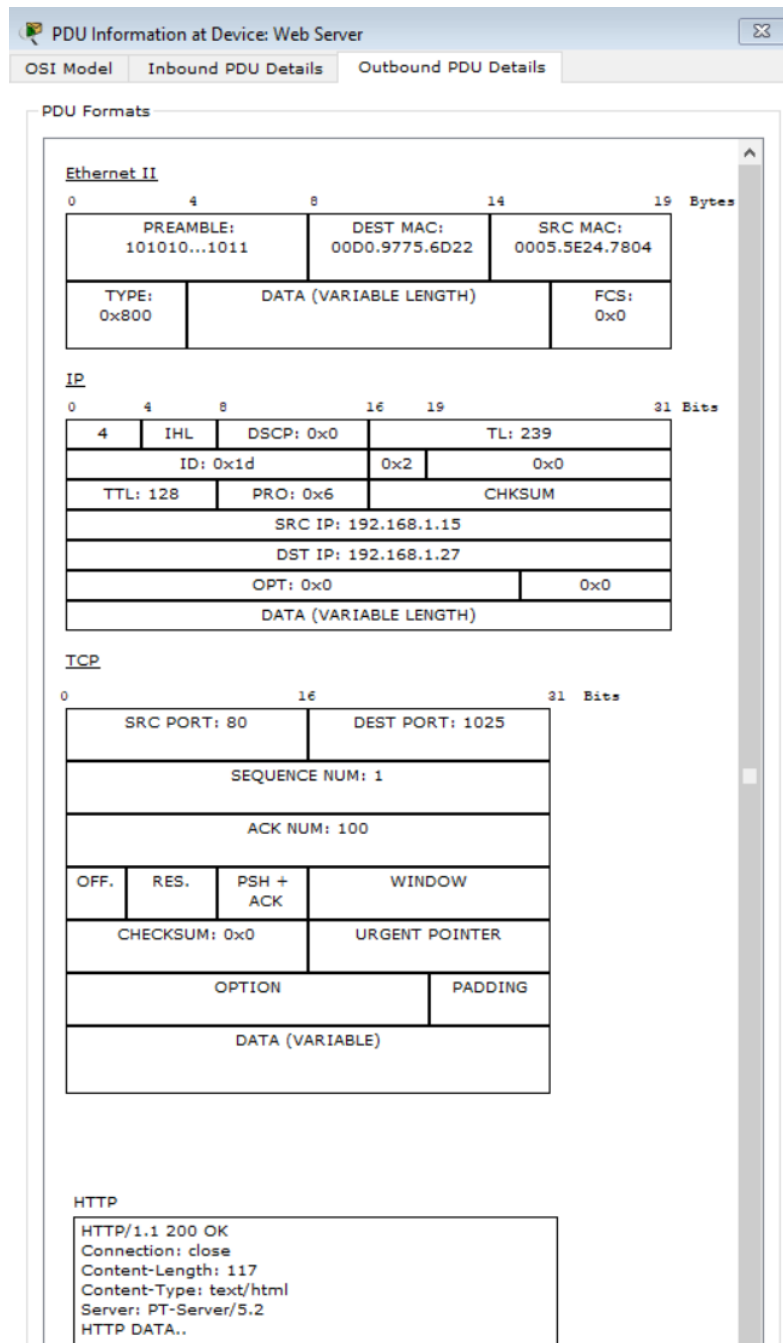 PDU Information at Device: Web Server
OSI Model Inbound PDU Details Outbound PDU Details
PDU Formats
Ethernet II
0 4 8 14 19 Bytes
PREAMBLE: DEST MAC: SRC MAC:
101010...1011 00D0.9775.6D22 0005.5E24.7804
TYPE: DATA (VARIABLE LENGTH) FCS:
0x800 0x0
IP
0 4 8 16 19 31 Bits
4 IHL DSCP: 0x0 TL: 239
ID: 0x1d 0x2 0x0
TTL: 128 PRO: 0x6 CHKSUM
SRC IP: 192.168.1.15
DST IP: 192.168.1.27
OPT: 0x0 0x0
DATA (VARIABLE LENGTH)
TCP
0 16 31 Bits
SRC PORT: 80 DEST PORT: 1025
SEQUENCE NUM: 1
ACK NUM: 100
OFF. RES. PSH + WINDOW
ACK
CHECKSUM: 0x0 URGENT POINTER
OPTION PADDING
DATA (VARIABLE)
HTTP
HTTP/1.1 200 OK
Connection: close
Content-Length: 117
Content-Type: text/html
Server: PT-Server/5.2
HTTP DATA..